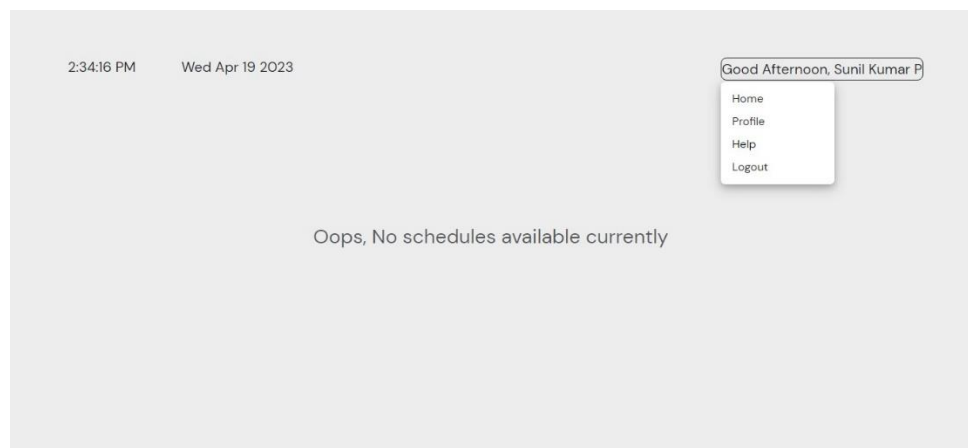 2:34:16 PM Wed Apr 19 2023 Good Afternoon, Sunil Kumar P
Home
Profile
Help
Logout
Oops, No schedules available currently